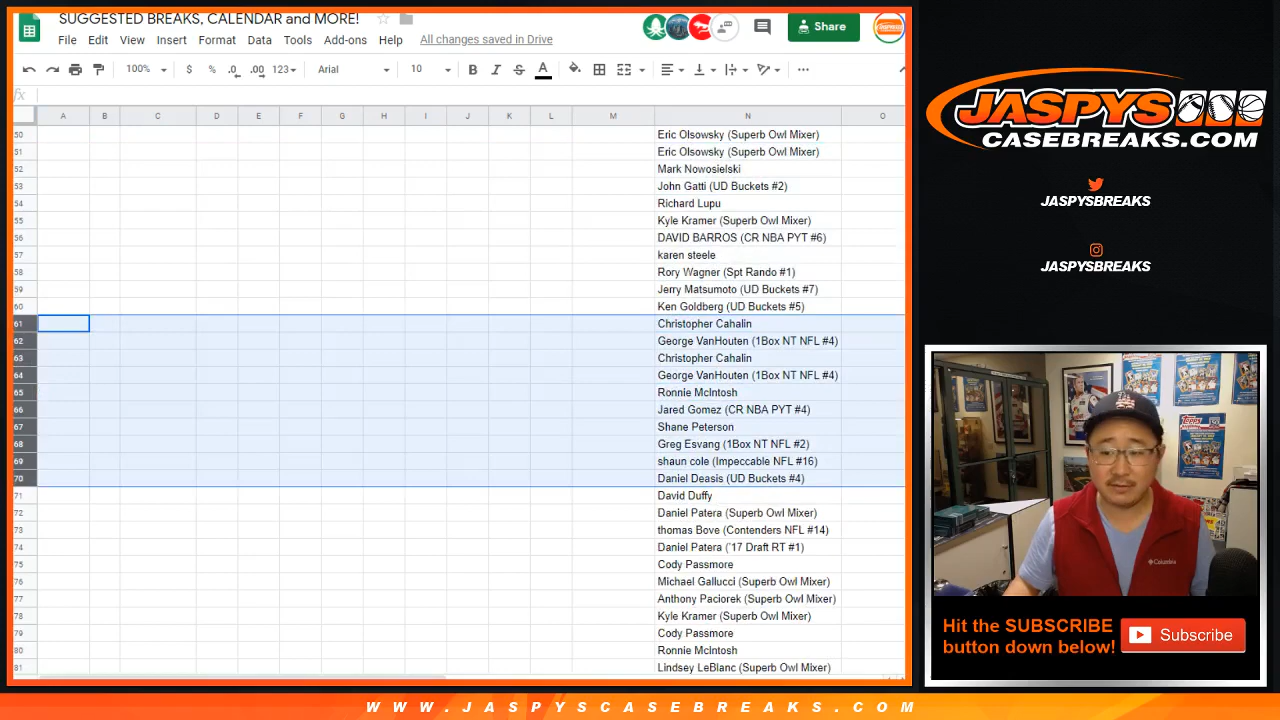 SUGGESTED BREAKS, CALENDAR and MORE!
File Edit View Insert Format Data Tools Add-ons Help All changes saved in Drive
Share
100% $ % .0 .00 123 Arial 10 B I S A
fx
A B C D E F G H I J K L M N O
50 Eric Olsowsky (Superb Owl Mixer)
51 Eric Olsowsky (Superb Owl Mixer)
52 Mark Nowosielski
53 John Gatti (UD Buckets #2)
54 Richard Lupu
55 Kyle Kramer (Superb Owl Mixer)
56 DAVID BARROS (CR NBA PYT #6)
57 karen steele
58 Rory Wagner (Spt Rando #1)
59 Jerry Matsumoto (UD Buckets #7)
60 Ken Goldberg (UD Buckets #5)
61 Christopher Cahalin
62 George VanHouten (1Box NT NFL #4)
63 Christopher Cahalin
64 George VanHouten (1Box NT NFL #4)
65 Ronnie McIntosh
66 Jared Gomez (CR NBA PYT #4)
67 Shane Peterson
68 Greg Esvang (1Box NT NFL #2)
69 shaun cole (Impeccable NFL #16)
70 Daniel Deasis (UD Buckets #4)
71 David Duffy
72 Daniel Patera (Superb Owl Mixer)
73 thomas Bove (Contenders NFL #14)
74 Daniel Patera ('17 Draft RT #1)
75 Cody Passmore
76 Michael Gallucci (Superb Owl Mixer)
77 Anthony Paciorek (Superb Owl Mixer)
78 Kyle Kramer (Superb Owl Mixer)
79 Cody Passmore
80 Ronnie McIntosh
81 Lindsey LeBlanc (Superb Owl Mixer)
JASPYS
CASEBREAKS.COM
JASPYSBREAKS
JASPYSBREAKS
Columbia
Hit the SUBSCRIBE
button down below!
Subscribe
WWW.JASPYSCASEBREAKS.COM